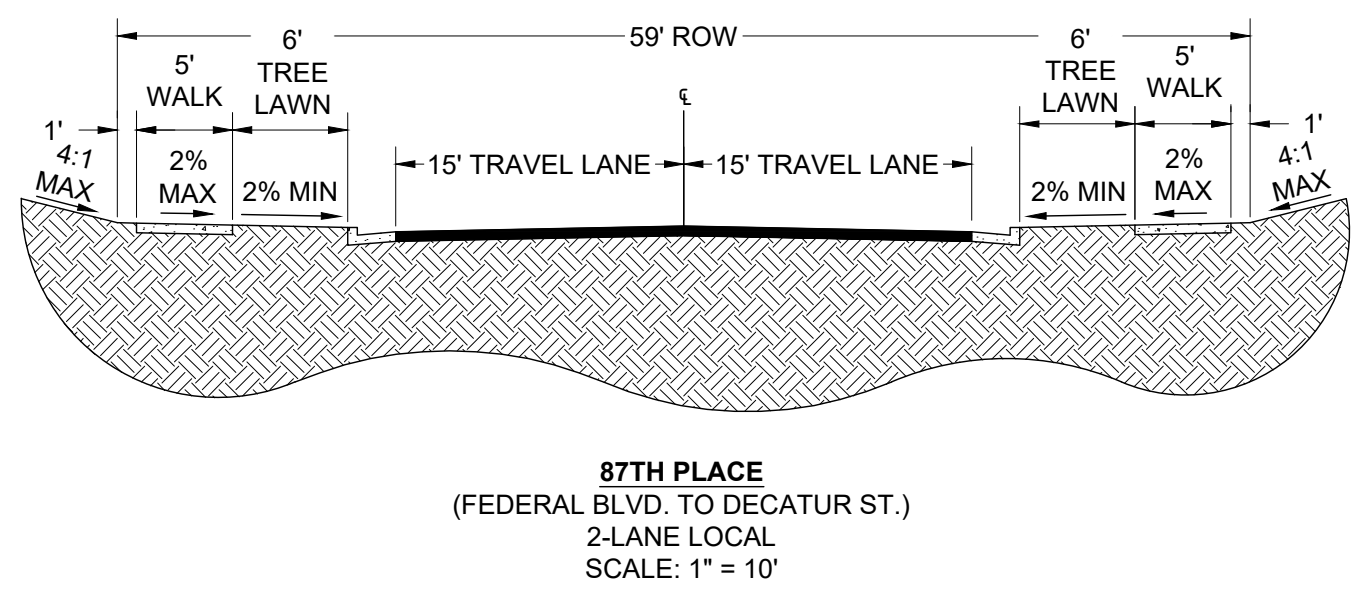 59' ROW
6'
TREE
LAWN
5'
WALK
1'
4:1
MAX
2%
MAX
2% MIN
15' TRAVEL LANE
℄
15' TRAVEL LANE
6'
TREE
LAWN
5'
WALK
1'
4:1
MAX
2%
MAX
2% MIN
87TH PLACE
(FEDERAL BLVD. TO DECATUR ST.)
2-LANE LOCAL
SCALE: 1" = 10'